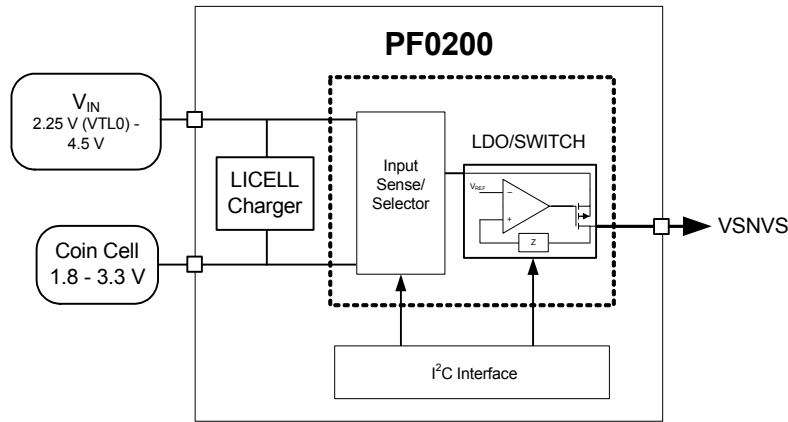 PF0200
VIN
2.25 V (VTL0) -
4.5 V
LICELL
Charger
Coin Cell
1.8 - 3.3 V
Input
Sense/
Selector
LDO/SWITCH
VREF
−
+
Z
VSNVS
I²C Interface